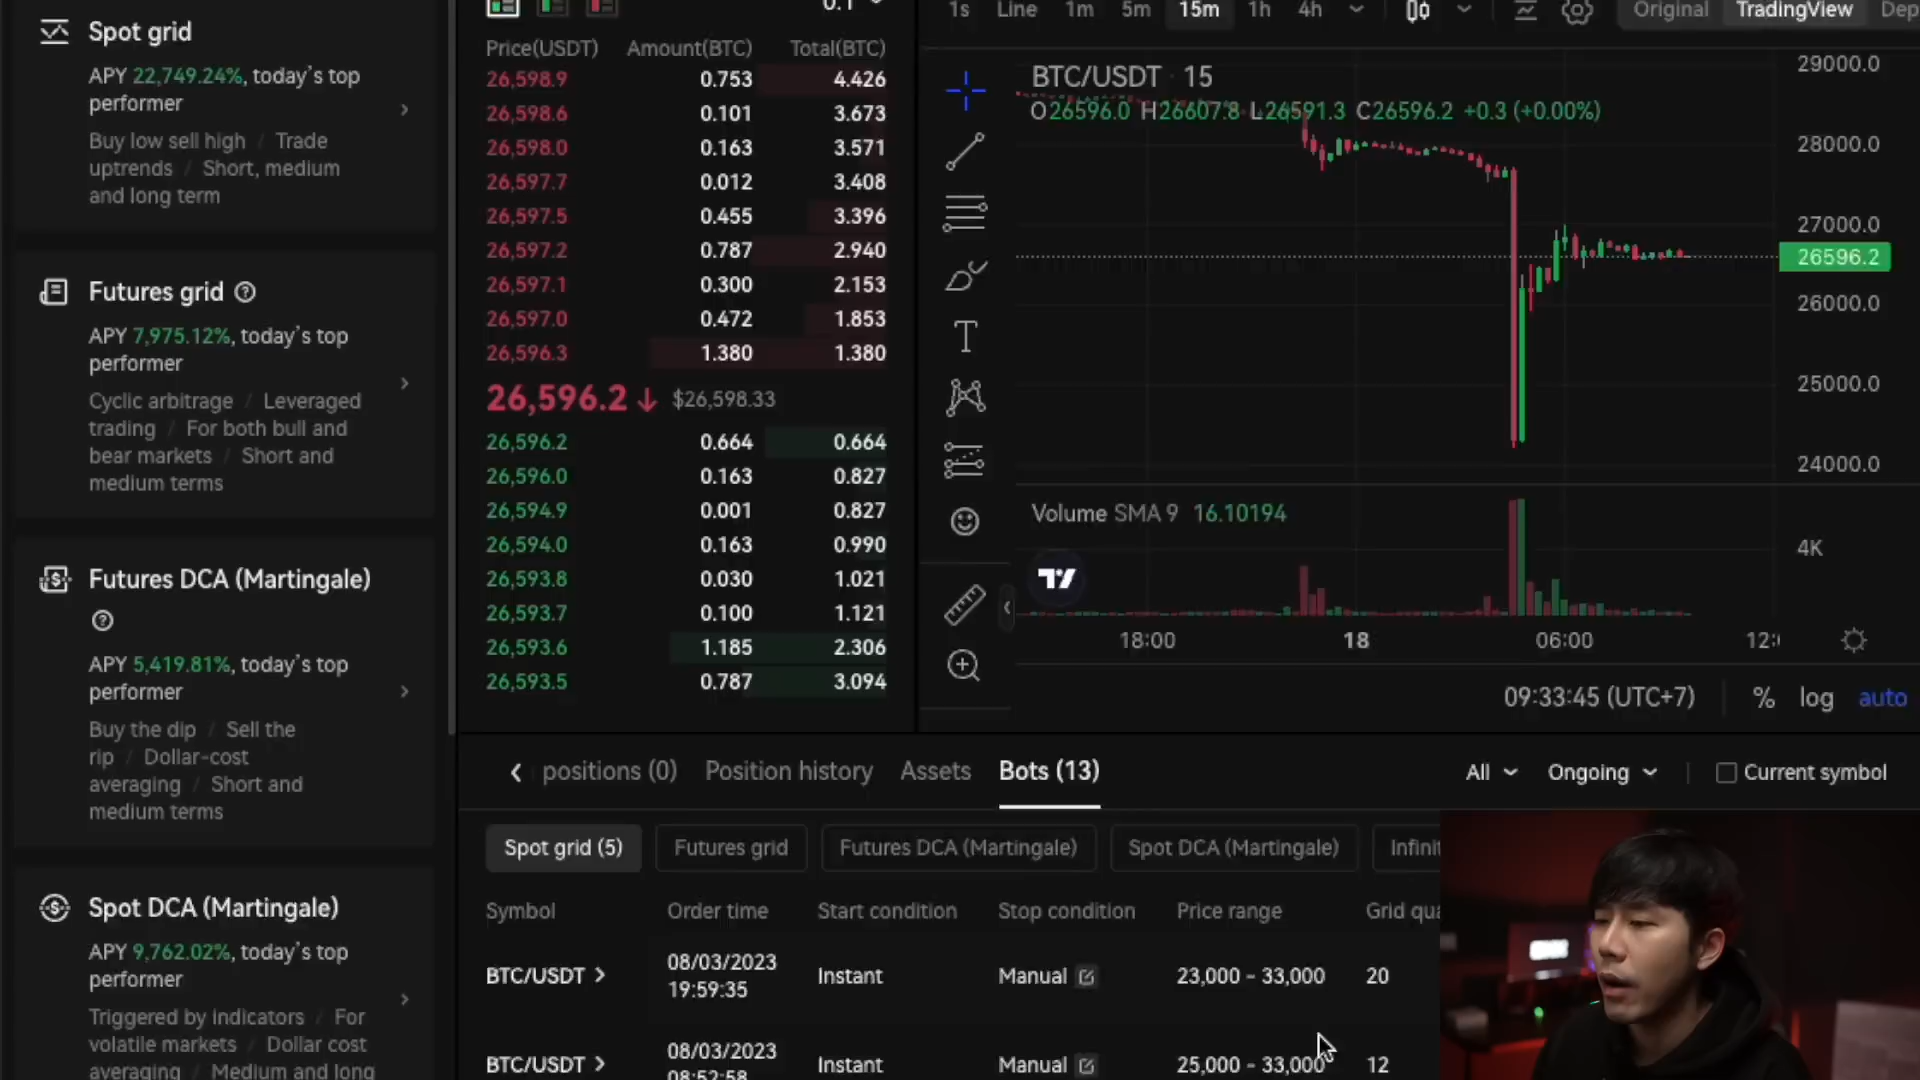 Spot grid
APY 22,749.24%, today's top
performer
Buy low sell high / Trade
uptrends / Short, medium
and long term
Futures grid
APY 7,975.12%, today's top
performer
Cyclic arbitrage / Leveraged
trading / For both bull and
bear markets / Short and
medium terms
Futures DCA (Martingale)
APY 5,419.81%, today's top
performer
Buy the dip / Sell the
rip / Dollar-cost
averaging / Short and
medium terms
Spot DCA (Martingale)
APY 9,762.02%, today's top
performer
Triggered by indicators / For
volatile markets / Dollar cost
averaging / Medium and long
0.1
Price(USDT) Amount(BTC) Total(BTC)
26,598.9 0.753 4.426
26,598.6 0.101 3.673
26,598.0 0.163 3.571
26,597.7 0.012 3.408
26,597.5 0.455 3.396
26,597.2 0.787 2.940
26,597.1 0.300 2.153
26,597.0 0.472 1.853
26,596.3 1.380 1.380
26,596.2 ↓ $26,598.33
26,596.2 0.664 0.664
26,596.0 0.163 0.827
26,594.9 0.001 0.827
26,594.0 0.163 0.990
26,593.8 0.030 1.021
26,593.7 0.100 1.121
26,593.6 1.185 2.306
26,593.5 0.787 3.094
1s Line 1m 5m 15m 1h 4h Original TradingView Dep
BTC/USDT · 15
O26596.0 H26607.8 L26591.3 C26596.2 +0.3 (+0.00%)
29000.0
28000.0
27000.0
26596.2
26000.0
25000.0
24000.0
Volume SMA 9 16.10194
4K
18:00 18 06:00 12:
09:33:45 (UTC+7) % log auto
positions (0) Position history Assets Bots (13) All Ongoing Current symbol
Spot grid (5) Futures grid Futures DCA (Martingale) Spot DCA (Martingale) Infinit
Symbol Order time Start condition Stop condition Price range Grid qua
BTC/USDT > 08/03/2023 19:59:35 Instant Manual 23,000 - 33,000 20
BTC/USDT > 08/03/2023 08:52:58 Instant Manual 25,000 - 33,000 12